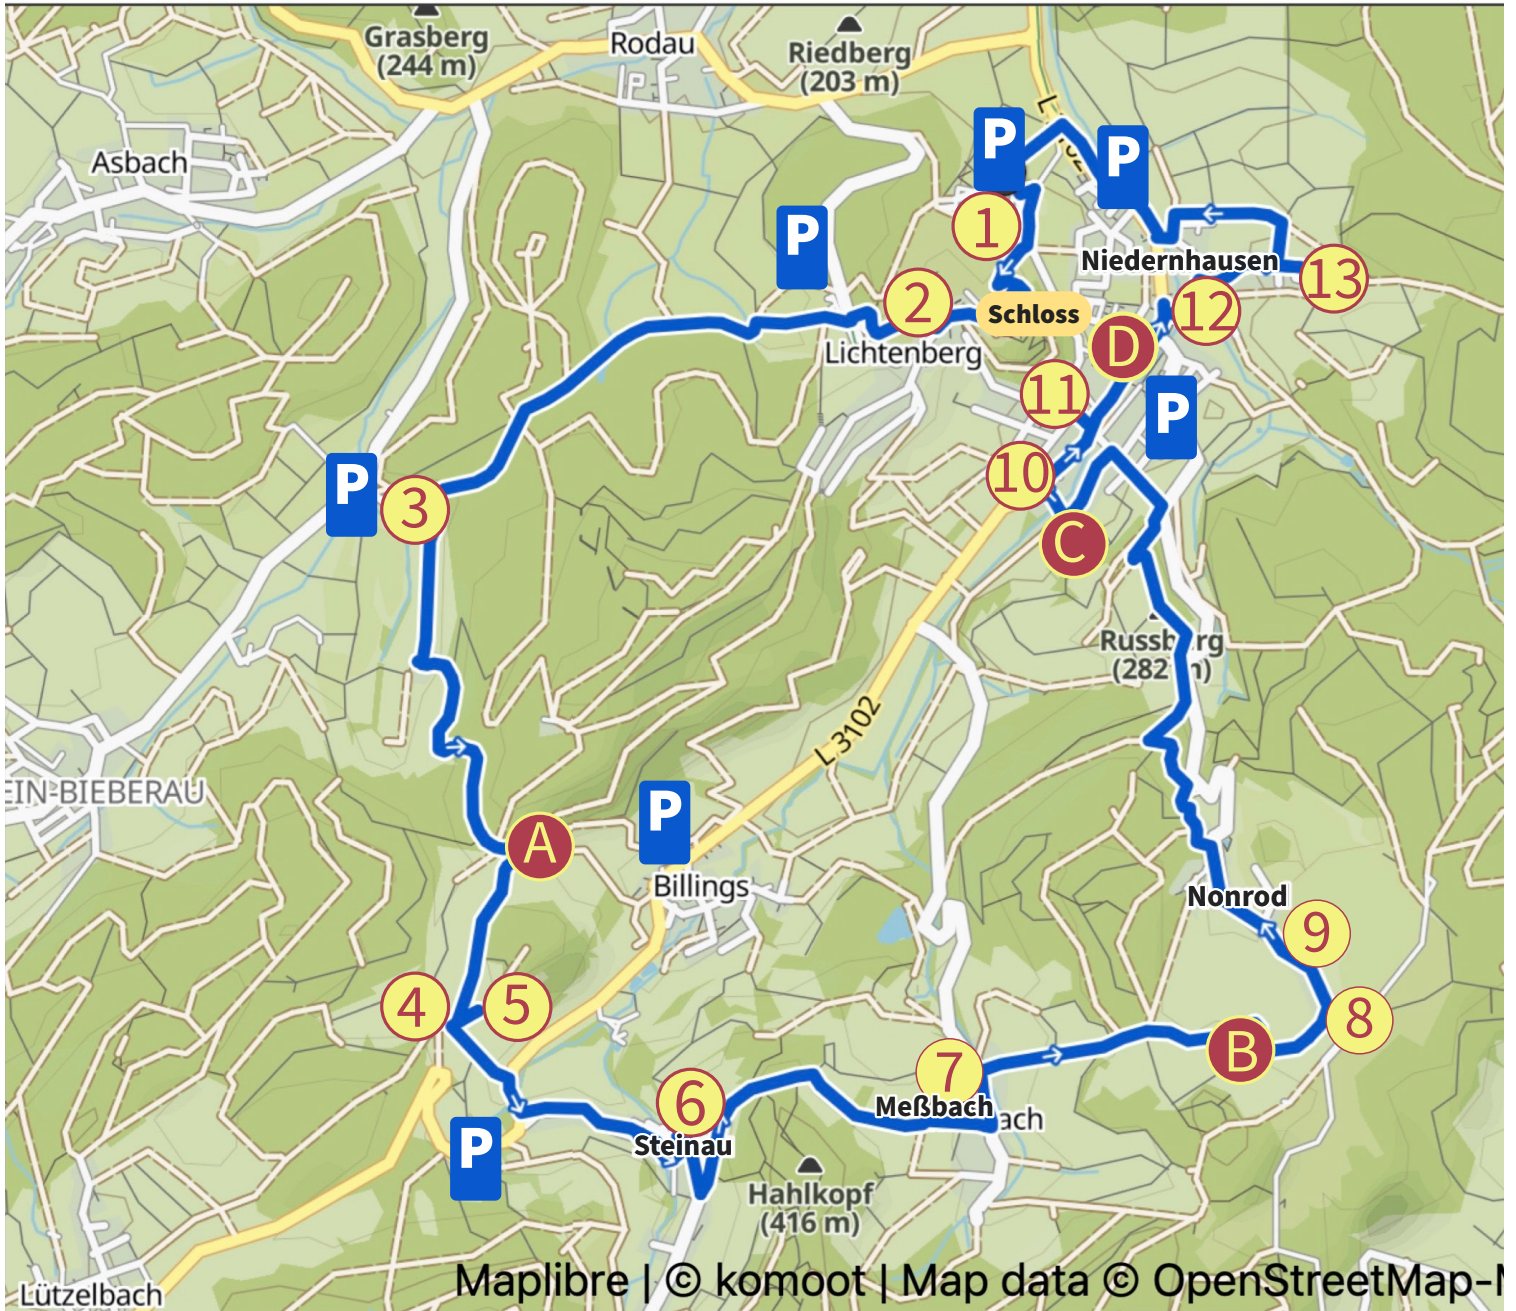 Grasberg
(244 m)
Rodau
Riedberg
(203 m)
L
Asbach
P
P
P
1
Niedernhausen
13
2
12
Schloss
Lichtenberg
D
11
P
10
P
3
C
Russb rg
(282 m)
L 3102
EIN-BIEBERAU
P
A
Billings
Nonrod
9
4
5
8
B
7
6
Meßbach
ach
P
Steinau
Hahlkopf
(416 m)
Lützelbach
Maplibre | © komoot | Map data © OpenStreetMap-